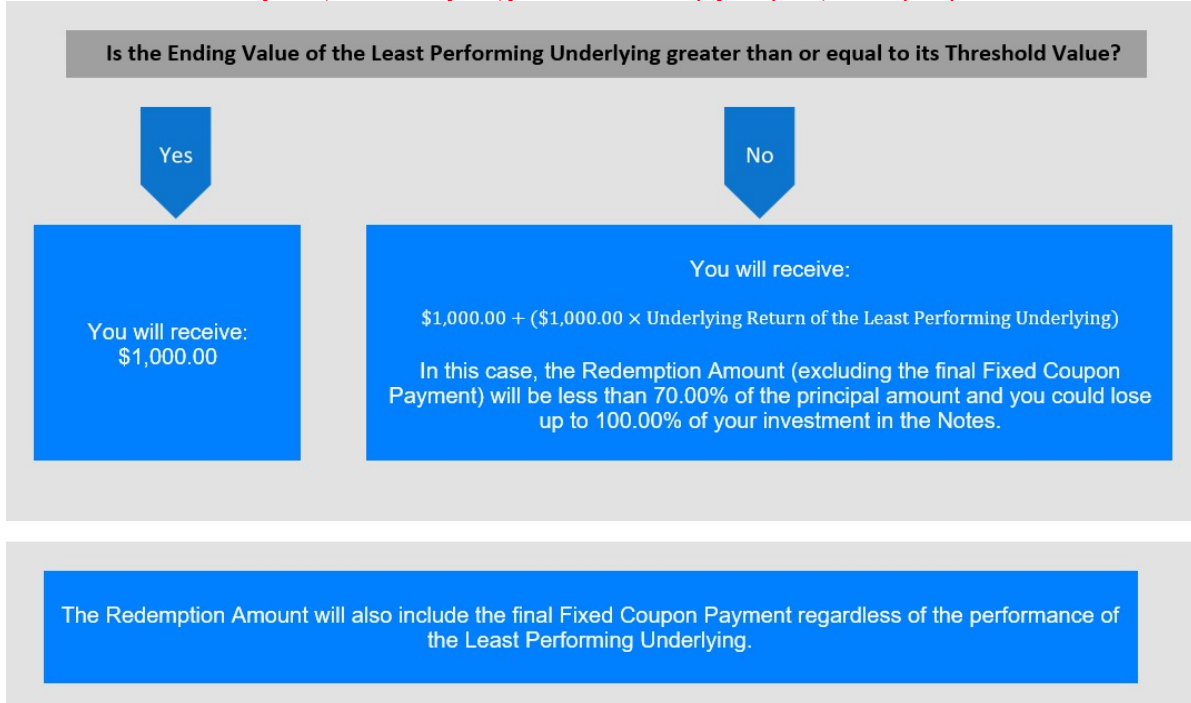 Is the Ending Value of the Least Performing Underlying greater than or equal to its Threshold Value?
Yes
No
You will receive:
$1,000.00
You will receive:
$1,000.00 + ($1,000.00 × Underlying Return of the Least Performing Underlying)
In this case, the Redemption Amount (excluding the final Fixed Coupon
Payment) will be less than 70.00% of the principal amount and you could lose
up to 100.00% of your investment in the Notes.
The Redemption Amount will also include the final Fixed Coupon Payment regardless of the performance of
the Least Performing Underlying.